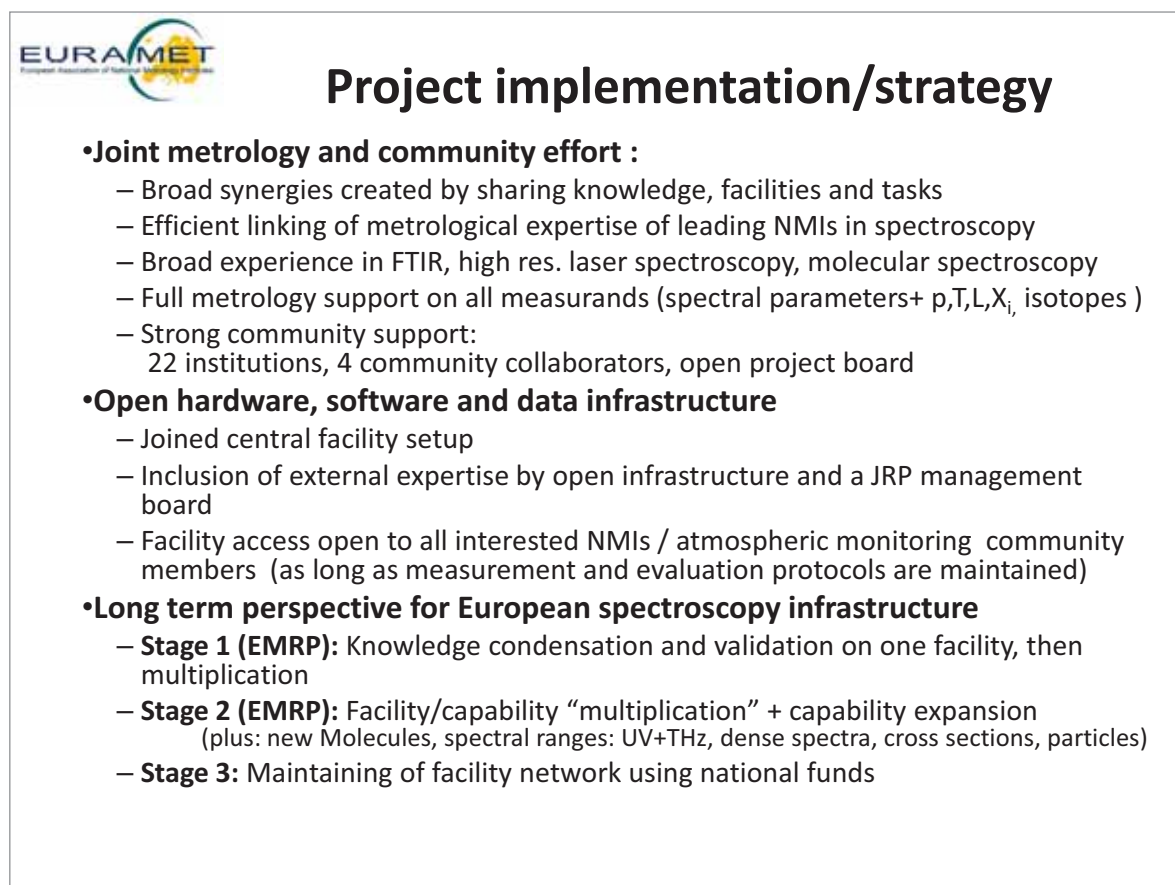 EURAMET
European Association of National Metrology Institutes
Project implementation/strategy
•Joint metrology and community effort :
– Broad synergies created by sharing knowledge, facilities and tasks
– Efficient linking of metrological expertise of leading NMIs in spectroscopy
– Broad experience in FTIR, high res. laser spectroscopy, molecular spectroscopy
– Full metrology support on all measurands (spectral parameters+ p,T,L,Xi, isotopes )
– Strong community support:
22 institutions, 4 community collaborators, open project board
•Open hardware, software and data infrastructure
– Joined central facility setup
– Inclusion of external expertise by open infrastructure and a JRP management
board
– Facility access open to all interested NMIs / atmospheric monitoring community
members (as long as measurement and evaluation protocols are maintained)
•Long term perspective for European spectroscopy infrastructure
– Stage 1 (EMRP): Knowledge condensation and validation on one facility, then
multiplication
– Stage 2 (EMRP): Facility/capability “multiplication” + capability expansion
(plus: new Molecules, spectral ranges: UV+THz, dense spectra, cross sections, particles)
– Stage 3: Maintaining of facility network using national funds